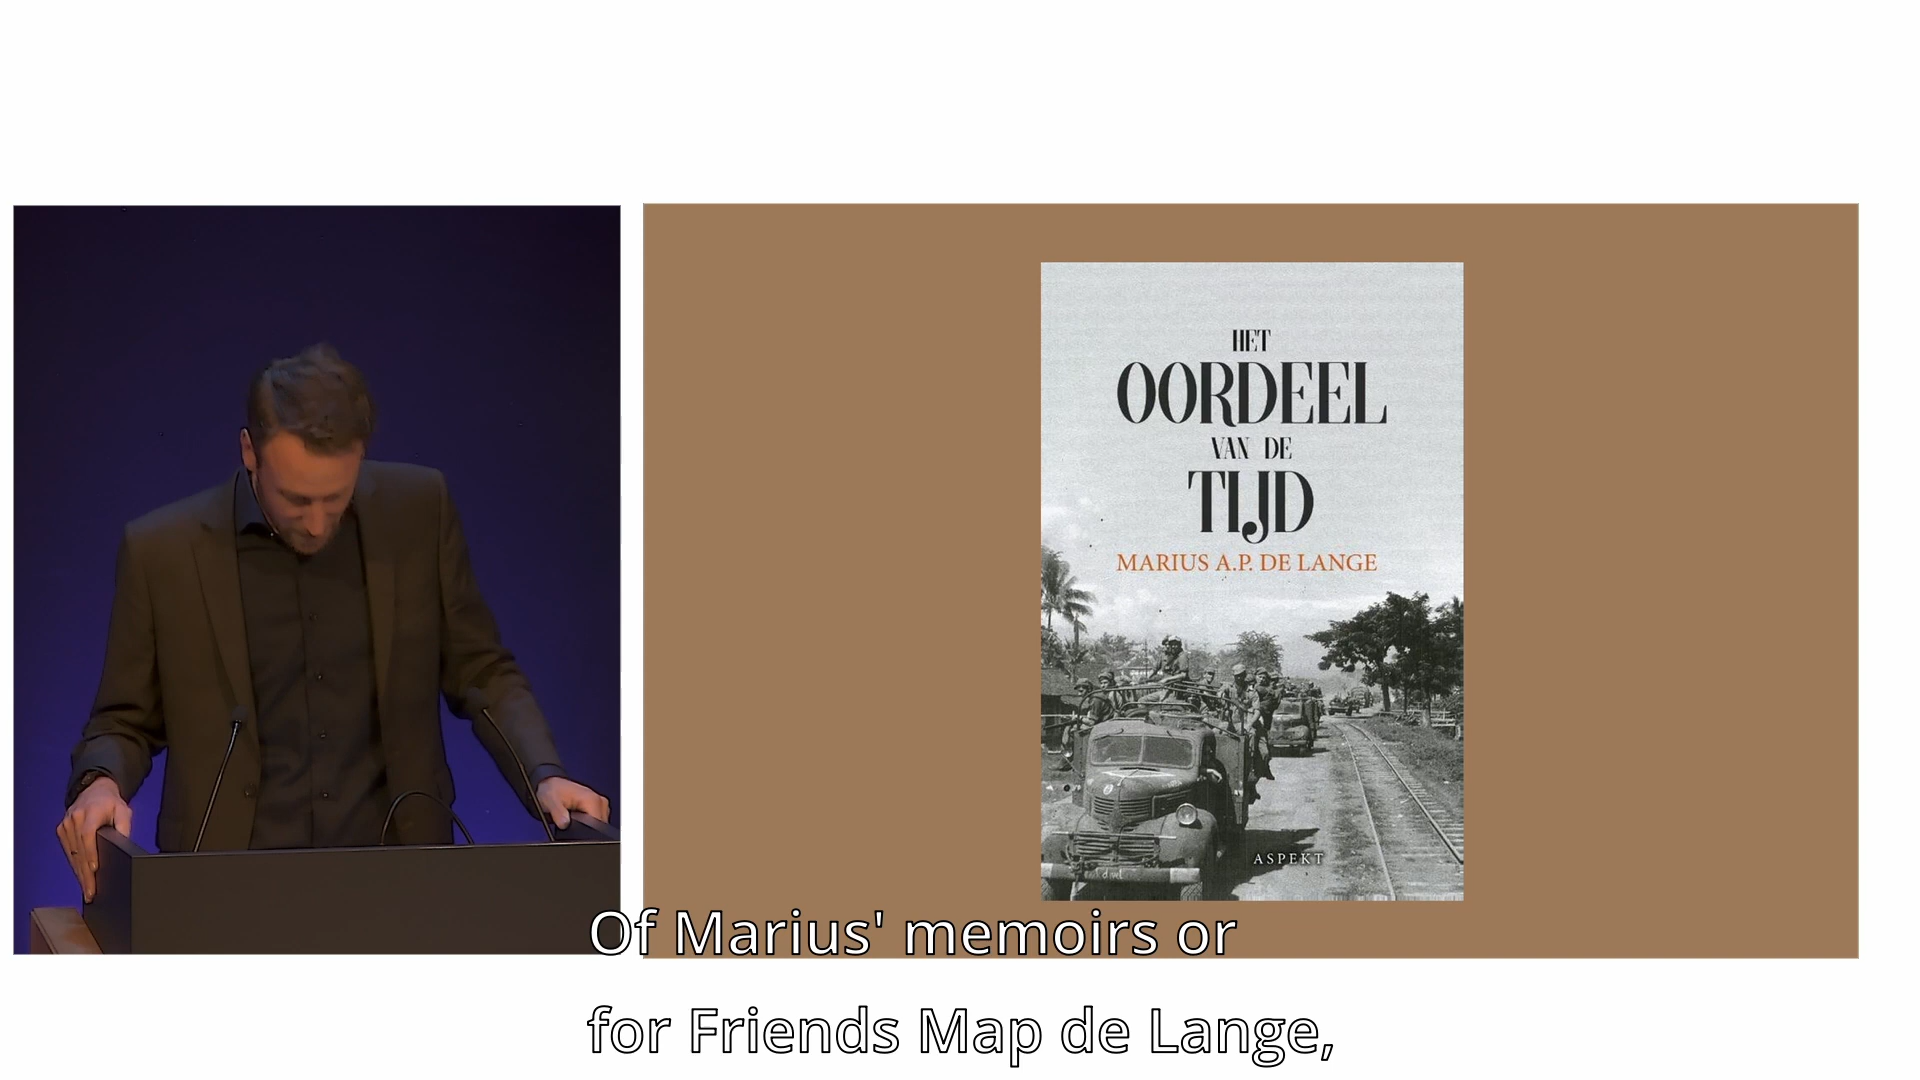 HET
OORDEEL
VAN DE
TIJD
MARIUS A.P. DE LANGE
ASPEKT
Of Marius' memoirs or
for Friends Map de Lange,